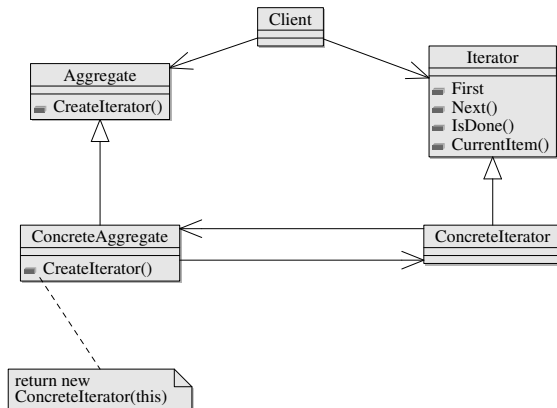 Client
Aggregate
CreateIterator()
Iterator
First
Next()
IsDone()
CurrentItem()
ConcreteAggregate
CreateIterator()
ConcreteIterator
return new
ConcreteIterator(this)